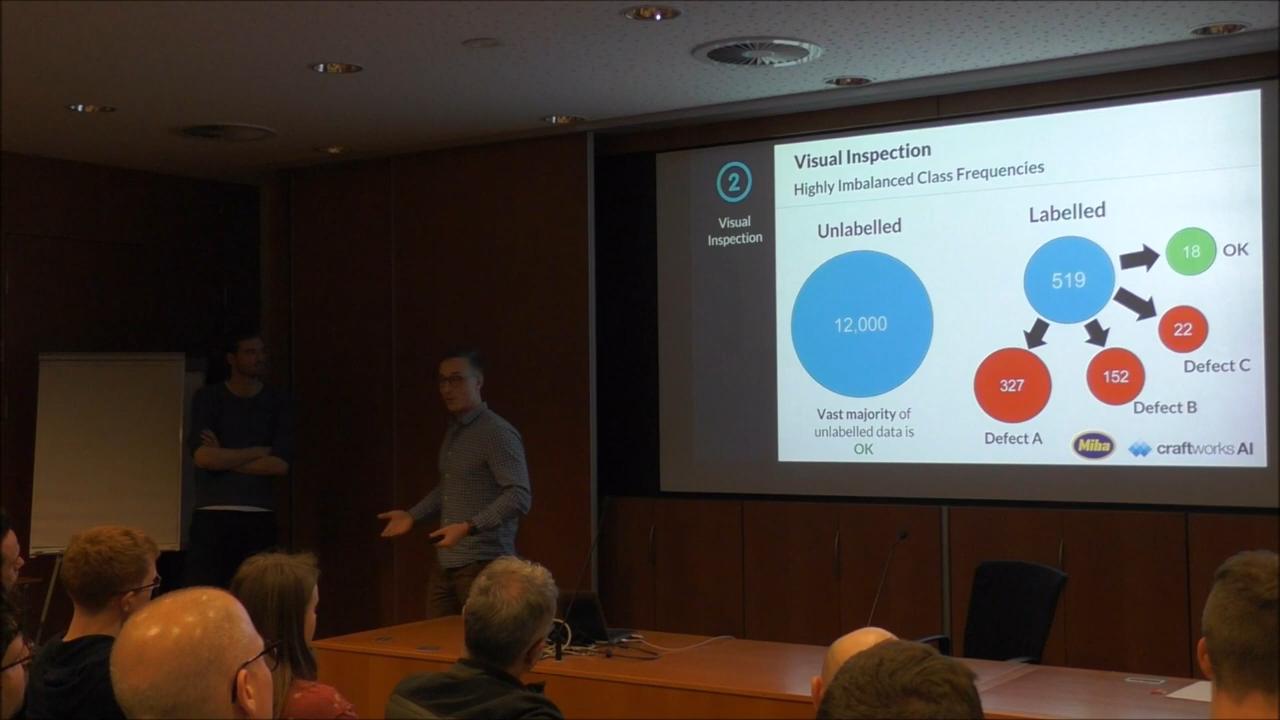 2
Visual
Inspection
Visual Inspection
Highly Imbalanced Class Frequencies
Unlabelled
12,000
Vast majority of
unlabelled data is
OK
Labelled
519
18
OK
22
Defect C
152
Defect B
327
Defect A
Miba
craftworks AI